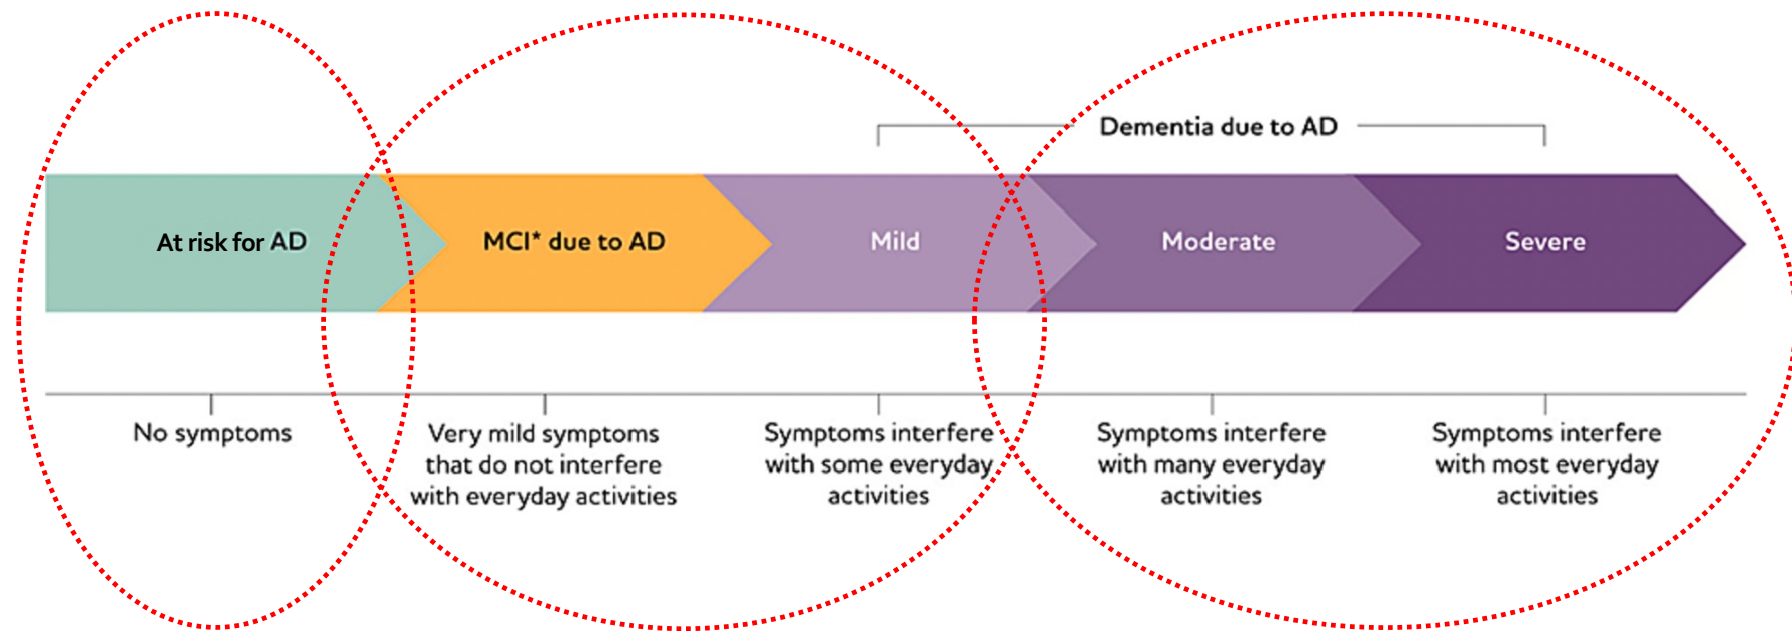 Dementia due to AD
At risk for AD
MCI* due to AD
Mild
Moderate
Severe
No symptoms
Very mild symptoms
that do not interfere
with everyday activities
Symptoms interfere
with some everyday
activities
Symptoms interfere
with many everyday
activities
Symptoms interfere
with most everyday
activities